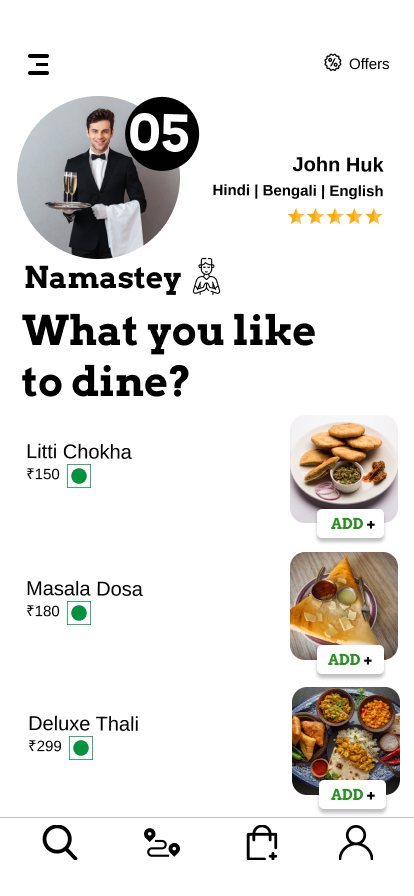 Offers
05
John Huk
Hindi | Bengali | English
Namastey
What you like
to dine?
Litti Chokha
₹150
ADD +
Masala Dosa
₹180
ADD +
Deluxe Thali
₹299
ADD +